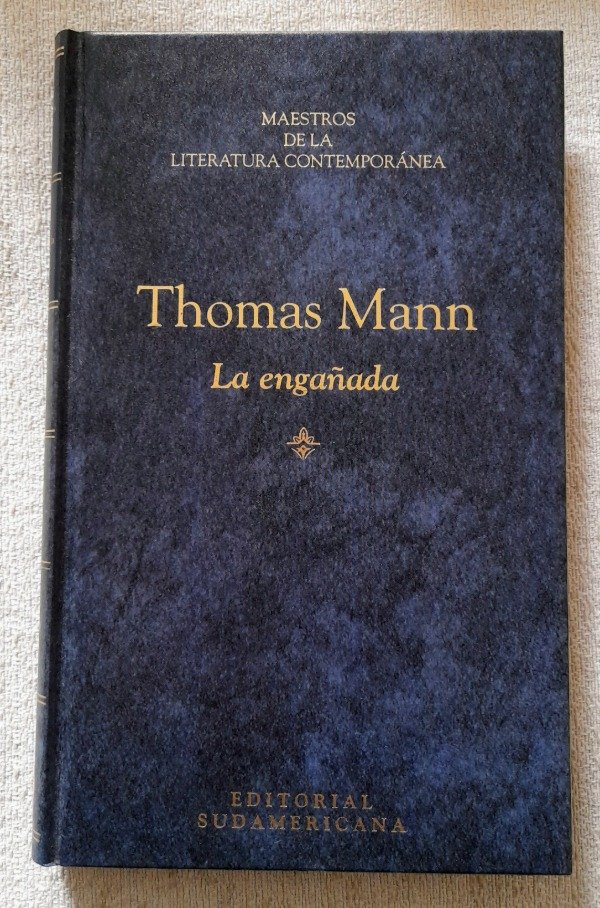 MAESTROS
DE LA
LITERATURA CONTEMPORÁNEA
Thomas Mann
La engañada
EDITORIAL
SUDAMERICANA